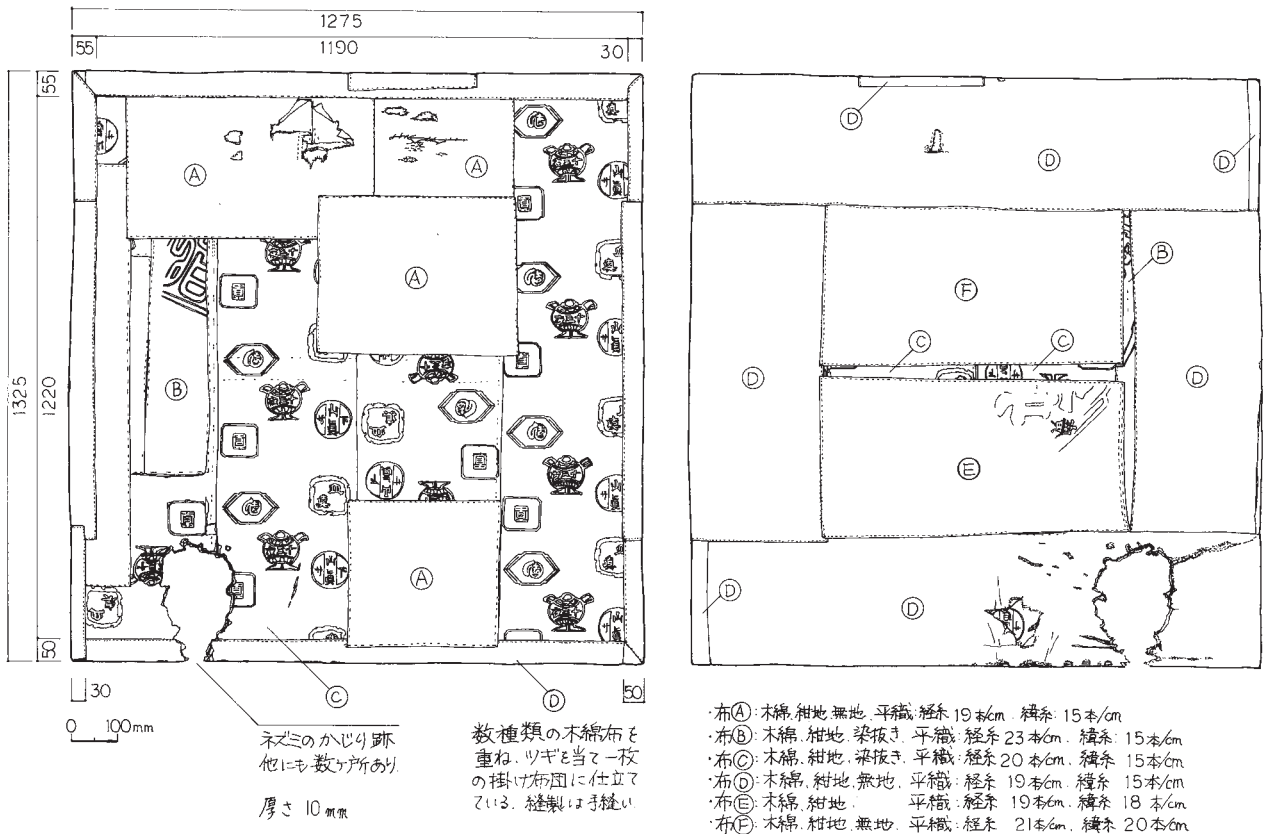 1275
55
1190
30
55
1325
1220
50
30
50
0 100mm
Ⓐ
Ⓐ
Ⓐ
Ⓑ
Ⓐ
Ⓒ
Ⓓ
ネズミのかじり跡
他にも数ヶ所あり
厚さ 10mm
数種類の木綿布を
重ね、ツギを当て一枚
の掛け布団に仕立て
ている。縫製は手縫い
Ⓓ
Ⓓ
Ⓓ
Ⓑ
Ⓕ
Ⓒ
Ⓒ
Ⓓ
Ⓓ
Ⓔ
Ⓓ
Ⓓ
・布Ⓐ:木綿,紺地,無地,平織:経糸 19本/cm. 緯糸:15本/cm
・布Ⓑ:木綿,紺地,染抜き,平織:経糸 23本/cm. 緯糸:15本/cm
・布Ⓒ:木綿,紺地,染抜き,平織:経糸 20本/cm. 緯糸 15本/cm
・布Ⓓ:木綿,紺地,無地,平織:経糸 19本/cm. 緯糸 15本/cm
・布Ⓔ:木綿,紺地 平織:経糸 19本/cm. 緯糸 18本/cm
・布Ⓕ:木綿,紺地,無地,平織:経糸 21本/cm. 緯糸 20本/cm